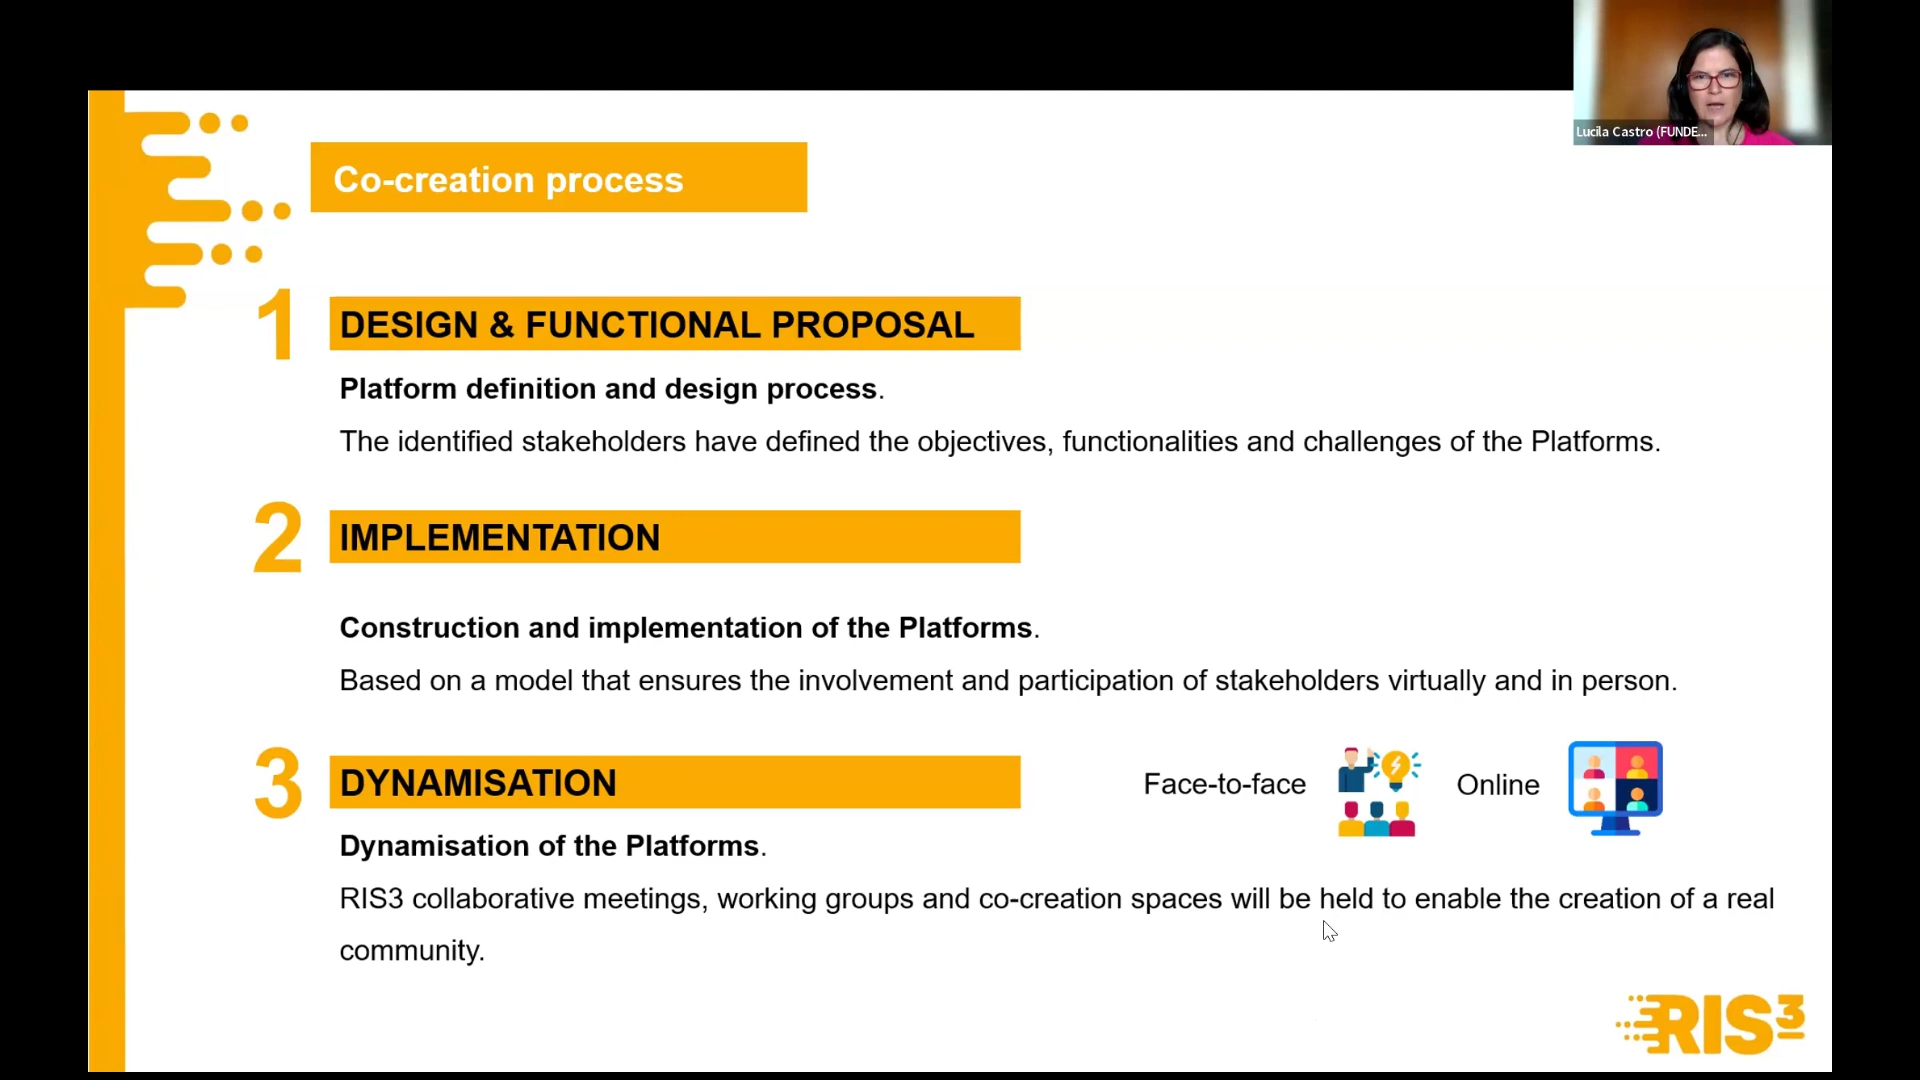 Lucila Castro (FUNDE...
Co-creation process
1
DESIGN & FUNCTIONAL PROPOSAL
Platform definition and design process.
The identified stakeholders have defined the objectives, functionalities and challenges of the Platforms.
2
IMPLEMENTATION
Construction and implementation of the Platforms.
Based on a model that ensures the involvement and participation of stakeholders virtually and in person.
3
DYNAMISATION
Face-to-face
Online
Dynamisation of the Platforms.
RIS3 collaborative meetings, working groups and co-creation spaces will be held to enable the creation of a real
community.
RIS3